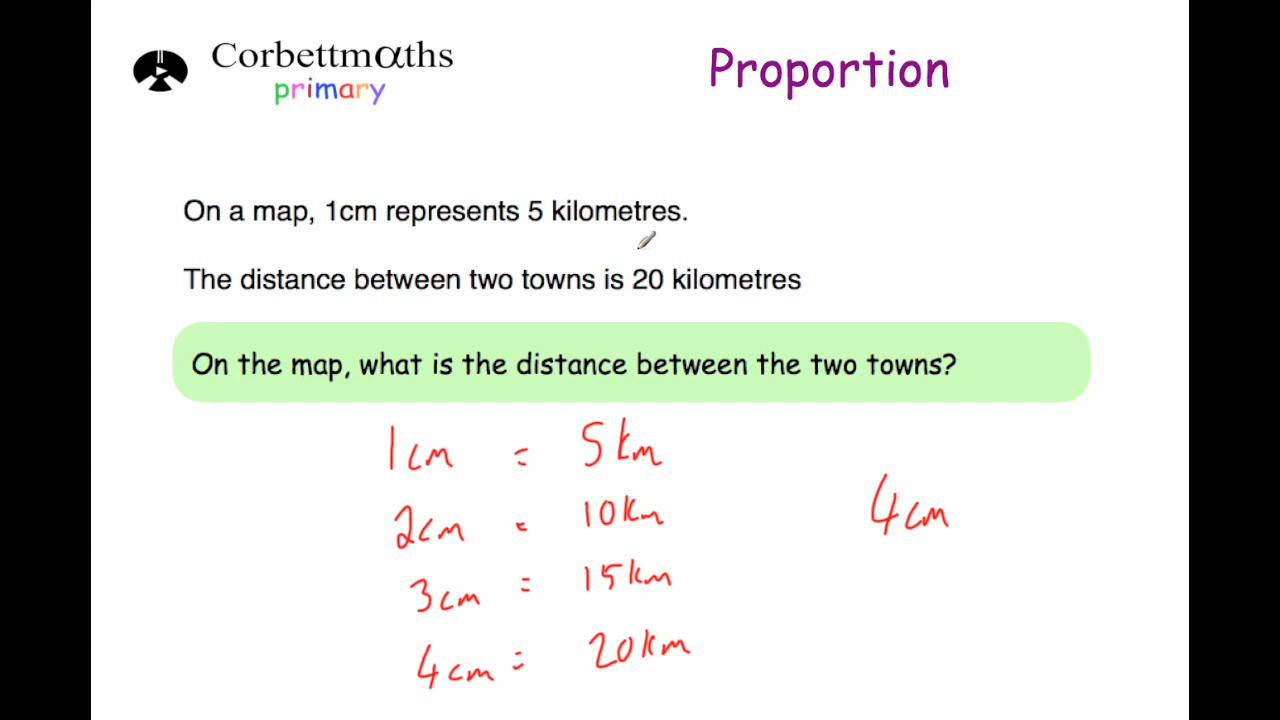 Corbettmαths
primary
Proportion
On a map, 1cm represents 5 kilometres.
The distance between two towns is 20 kilometres
On the map, what is the distance between the two towns?
1cm = 5km
2cm = 10km
3cm = 15km
4cm = 20km
4cm